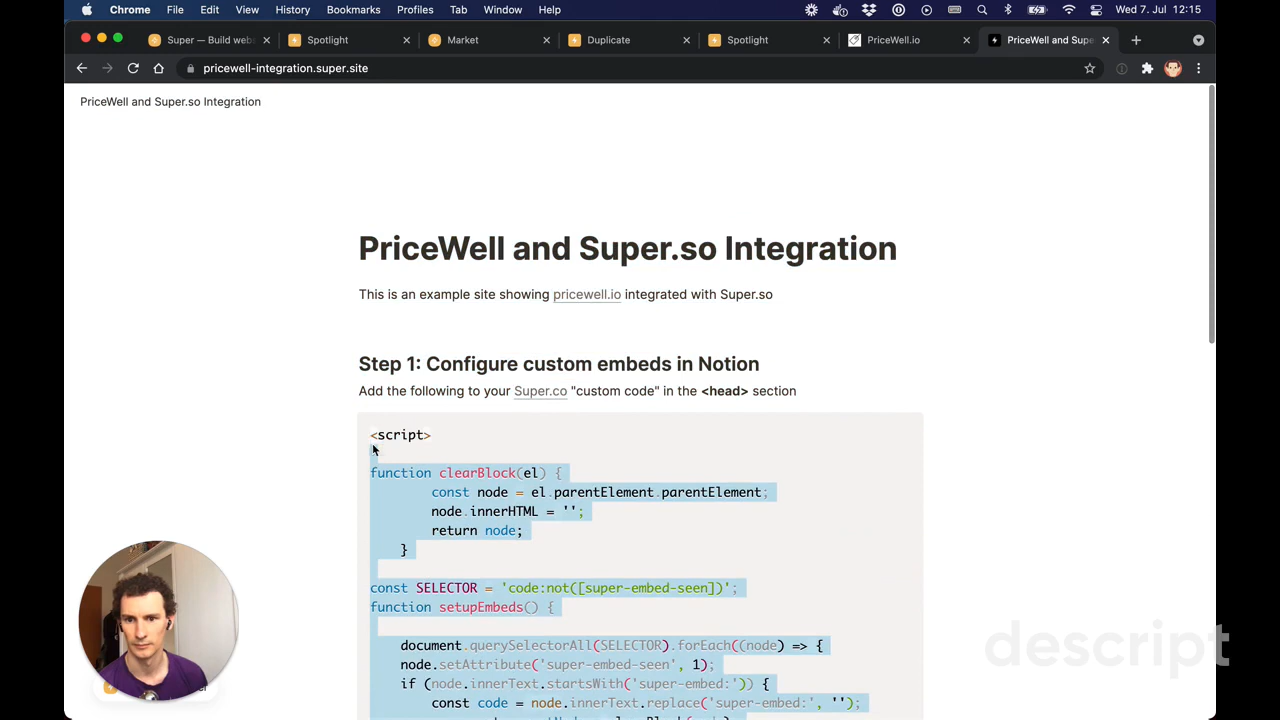 Chrome File Edit View History Bookmarks Profiles Tab Window Help Wed 7. Jul 12:15
Super — Build web Spotlight Market Duplicate Spotlight PriceWell.io PriceWell and Supe
pricewell-integration.super.site
PriceWell and Super.so Integration
PriceWell and Super.so Integration
This is an example site showing pricewell.io integrated with Super.so
Step 1: Configure custom embeds in Notion
Add the following to your Super.co "custom code" in the <head> section
<script>
function clearBlock(el) {
const node = el.parentElement.parentElement;
node.innerHTML = '';
return node;
}
const SELECTOR = 'code:not([super-embed-seen])';
function setupEmbeds() {
document.querySelectorAll(SELECTOR).forEach((node) => {
node.setAttribute('super-embed-seen', 1);
if (node.innerText.startsWith('super-embed:')) {
const code = node.innerText.replace('super-embed:', '');
descript